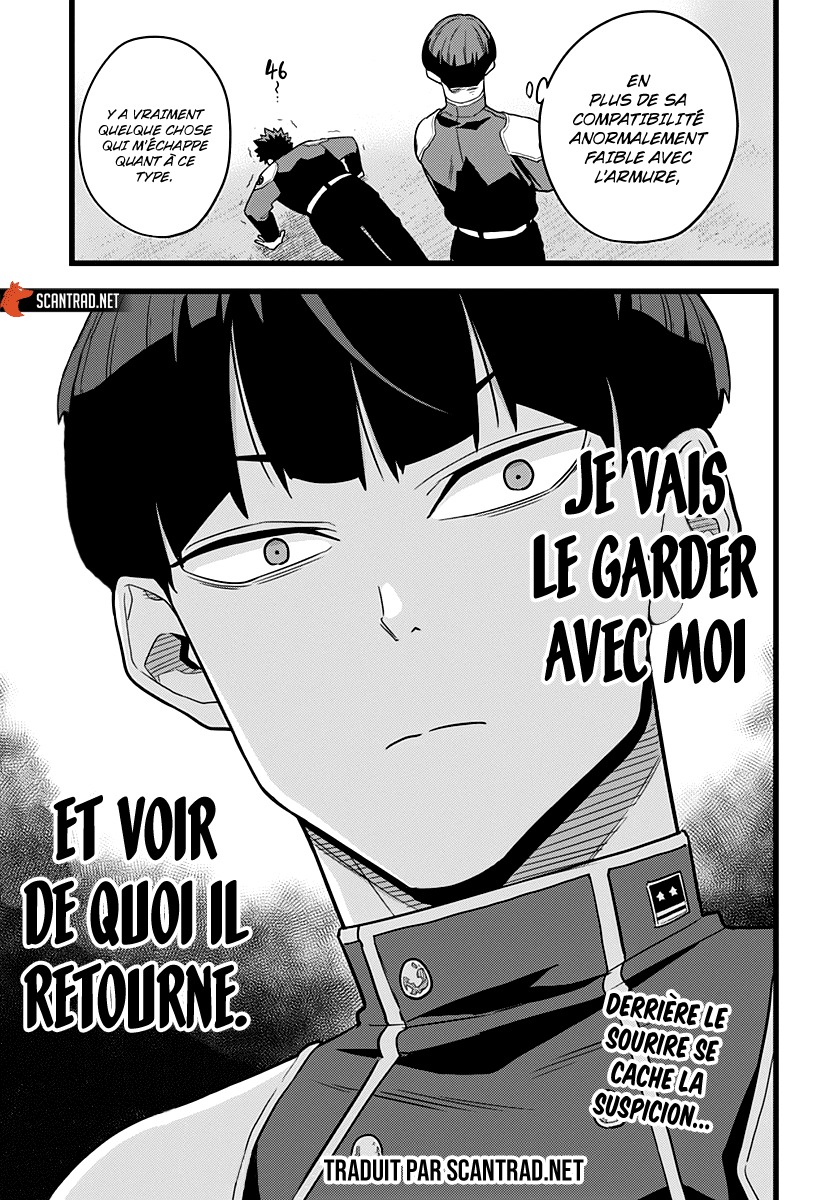 EN
PLUS DE SA
COMPATIBILITÉ
ANORMALEMENT
FAIBLE AVEC
L'ARMURE,
46
Y A VRAIMENT
QUELQUE CHOSE
QUI M'ÉCHAPPE
QUANT À CE
TYPE.
SCANTRAD.NET
JE VAIS
LE GARDER
AVEC MOI
ET VOIR
DE QUOI IL
RETOURNE.
DERRIÈRE LE
SOURIRE SE
CACHE LA
SUSPICION...
TRADUIT PAR SCANTRAD.NET